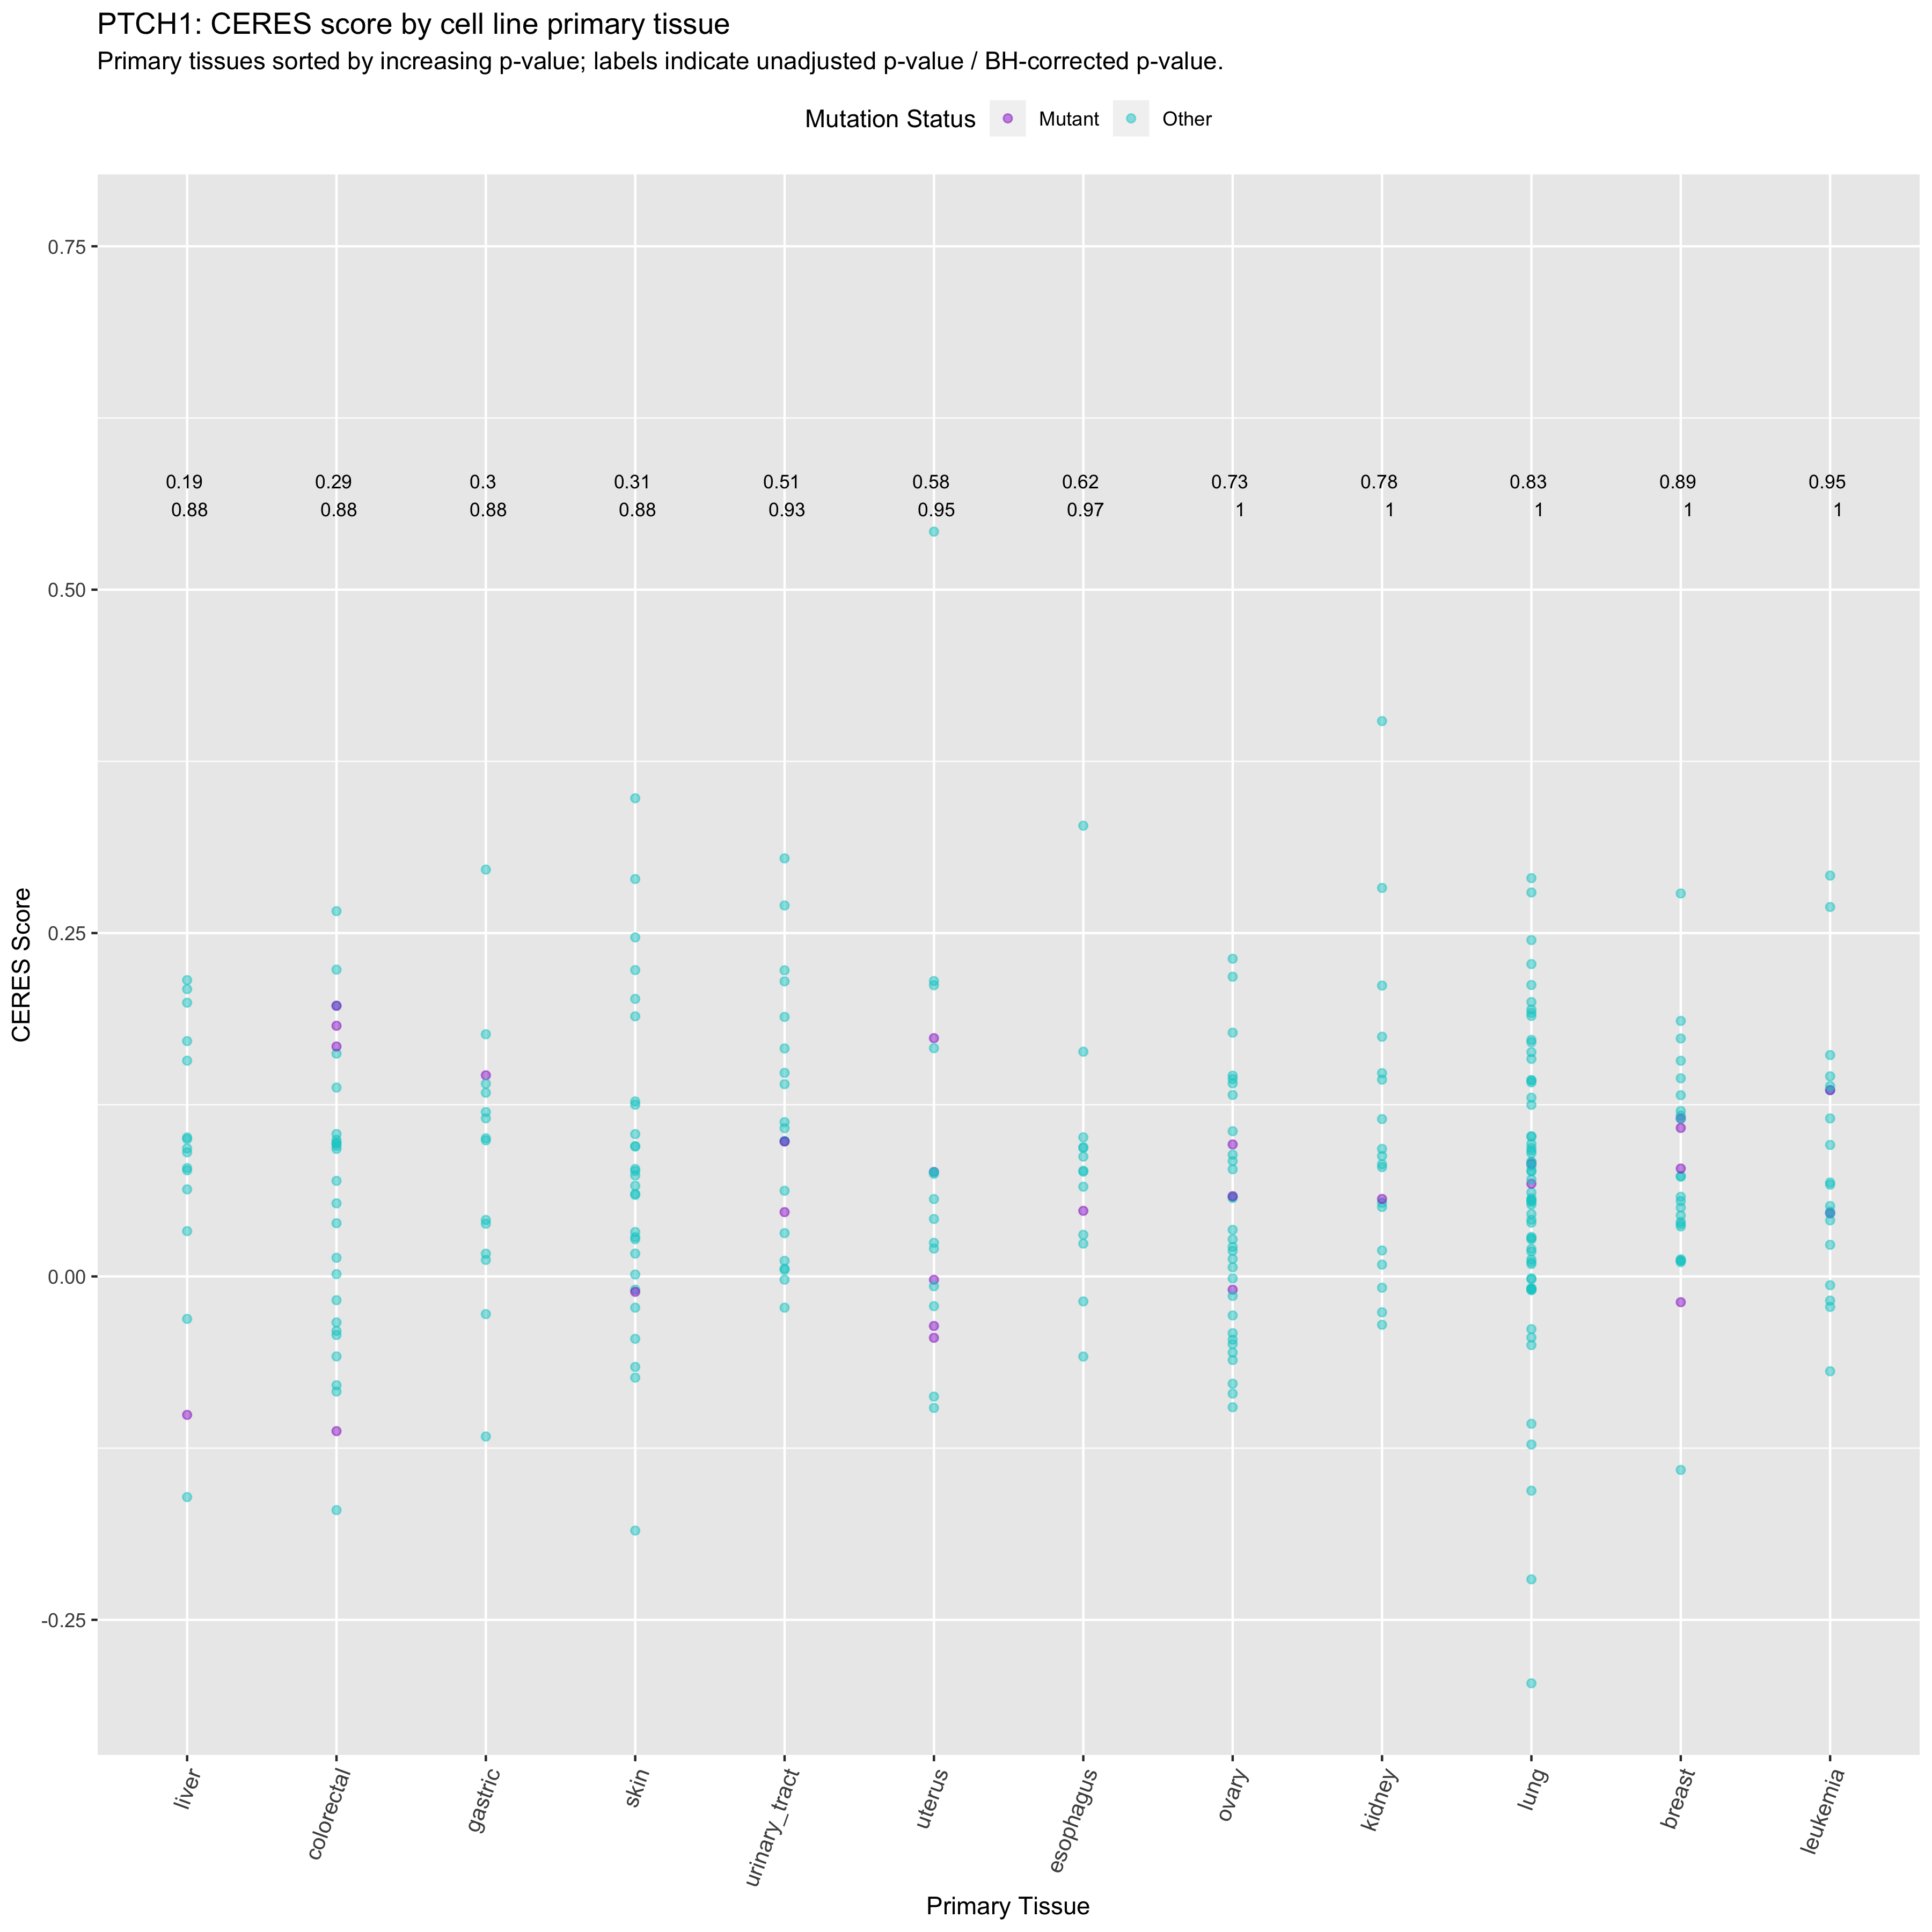 PTCH1: CERES score by cell line primary tissue
Primary tissues sorted by increasing p-value; labels indicate unadjusted p-value / BH-corrected p-value.
Mutation Status Mutant Other
0.75
0.19 0.29 0.3 0.31 0.51 0.58 0.62 0.73 0.78 0.83 0.89 0.95
0.88 0.88 0.88 0.88 0.93 0.95 0.97 1 1 1 1 1
0.50
0.25
CERES Score
0.00
-0.25
liver colorectal gastric skin urinary_tract uterus esophagus ovary kidney lung breast leukemia
Primary Tissue